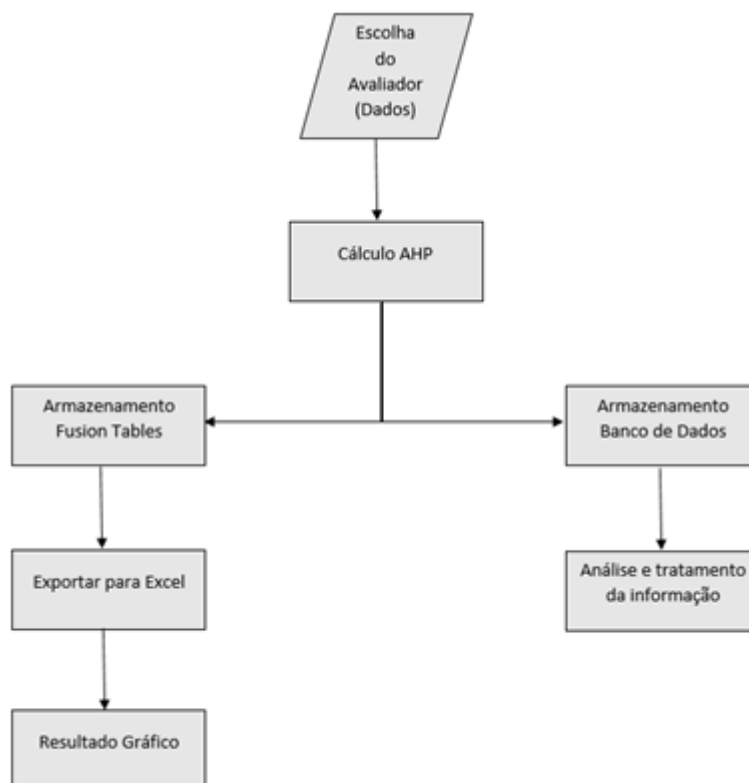 Escolha
do
Avaliador
(Dados)
Cálculo AHP
Armazenamento
Fusion Tables
Armazenamento
Banco de Dados
Exportar para Excel
Análise e tratamento
da informação
Resultado Gráfico